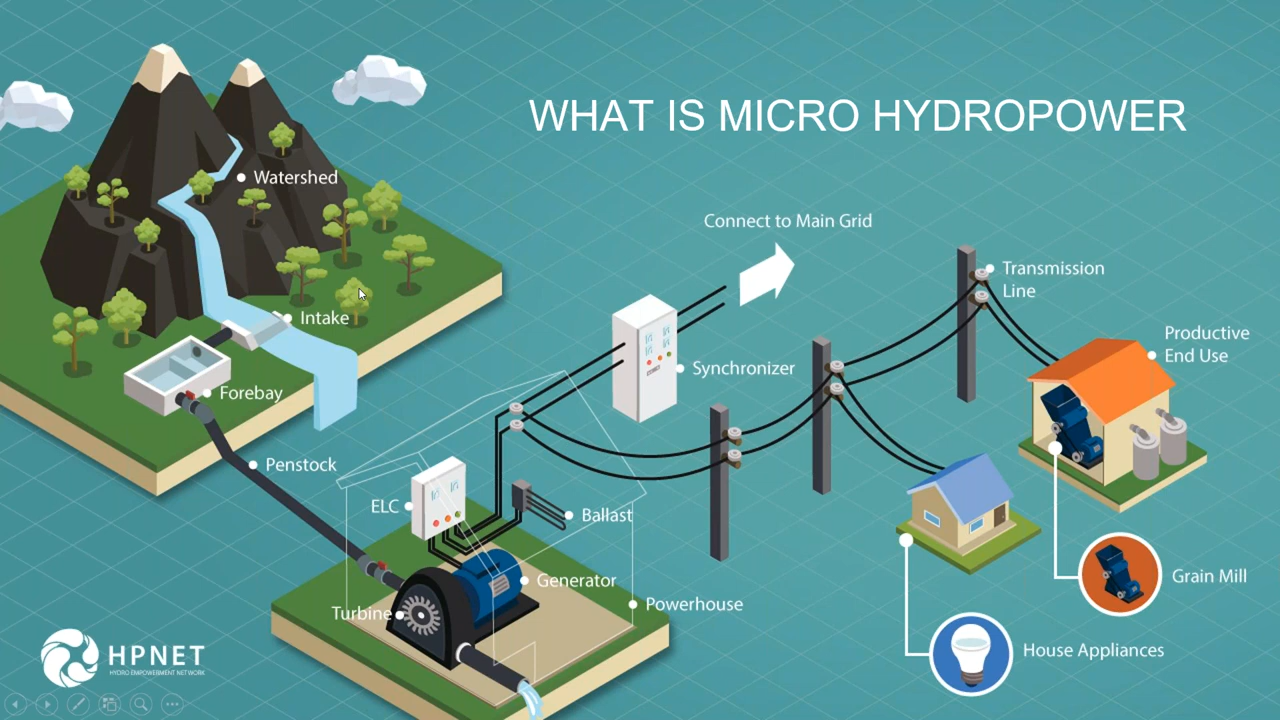 WHAT IS MICRO HYDROPOWER
Watershed
Connect to Main Grid
Transmission
Line
Intake
Productive
End Use
Synchronizer
Forebay
Penstock
ELC
Ballast
Generator
Grain Mill
Powerhouse
Turbine
House Appliances
HPNET
HYDRO EMPOWERMENT NETWORK